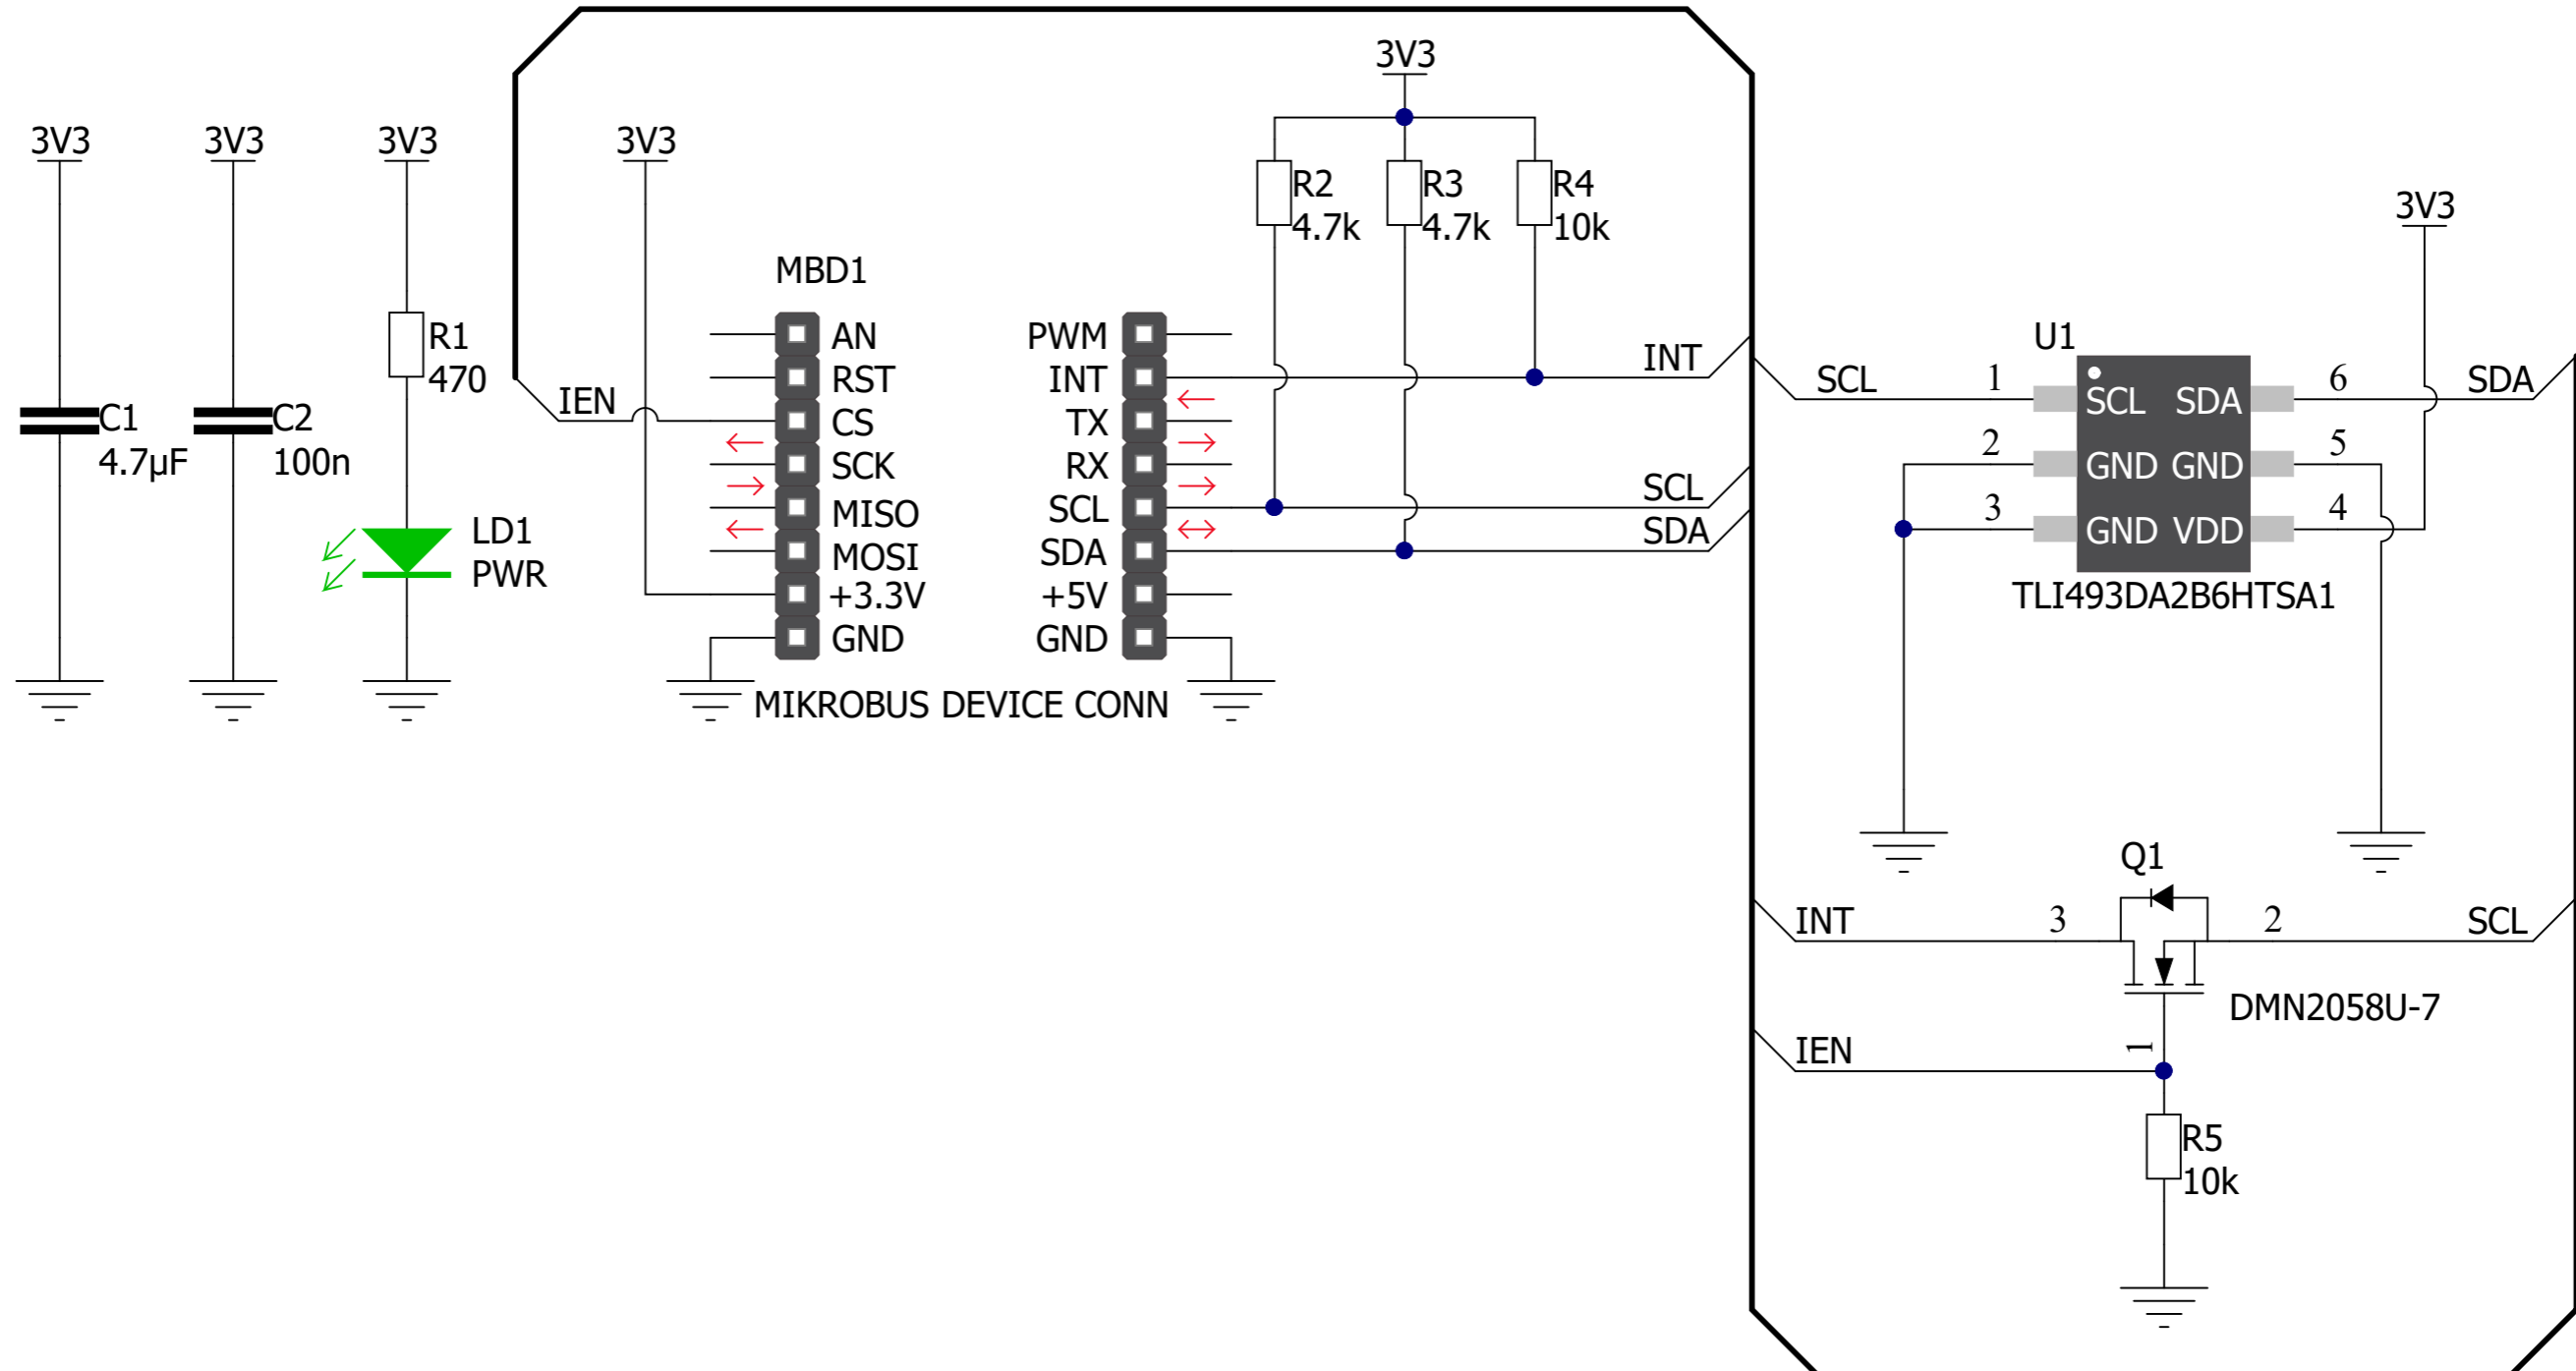 3V3
3V3
3V3
3V3
3V3
3V3
C1
4.7µF
C2
100n
R1
470
LD1
PWR
IEN
MBD1
AN
RST
CS
SCK
MISO
MOSI
+3.3V
GND
PWM
INT
TX
RX
SCL
SDA
+5V
GND
MIKROBUS DEVICE CONN
R2
4.7k
R3
4.7k
R4
10k
INT
SCL
SDA
SCL
U1
1
2
3
SCL SDA
GND GND
GND VDD
6
5
4
SDA
TLI493DA2B6HTSA1
Q1
INT
3
2
SCL
DMN2058U-7
IEN
1
R5
10k